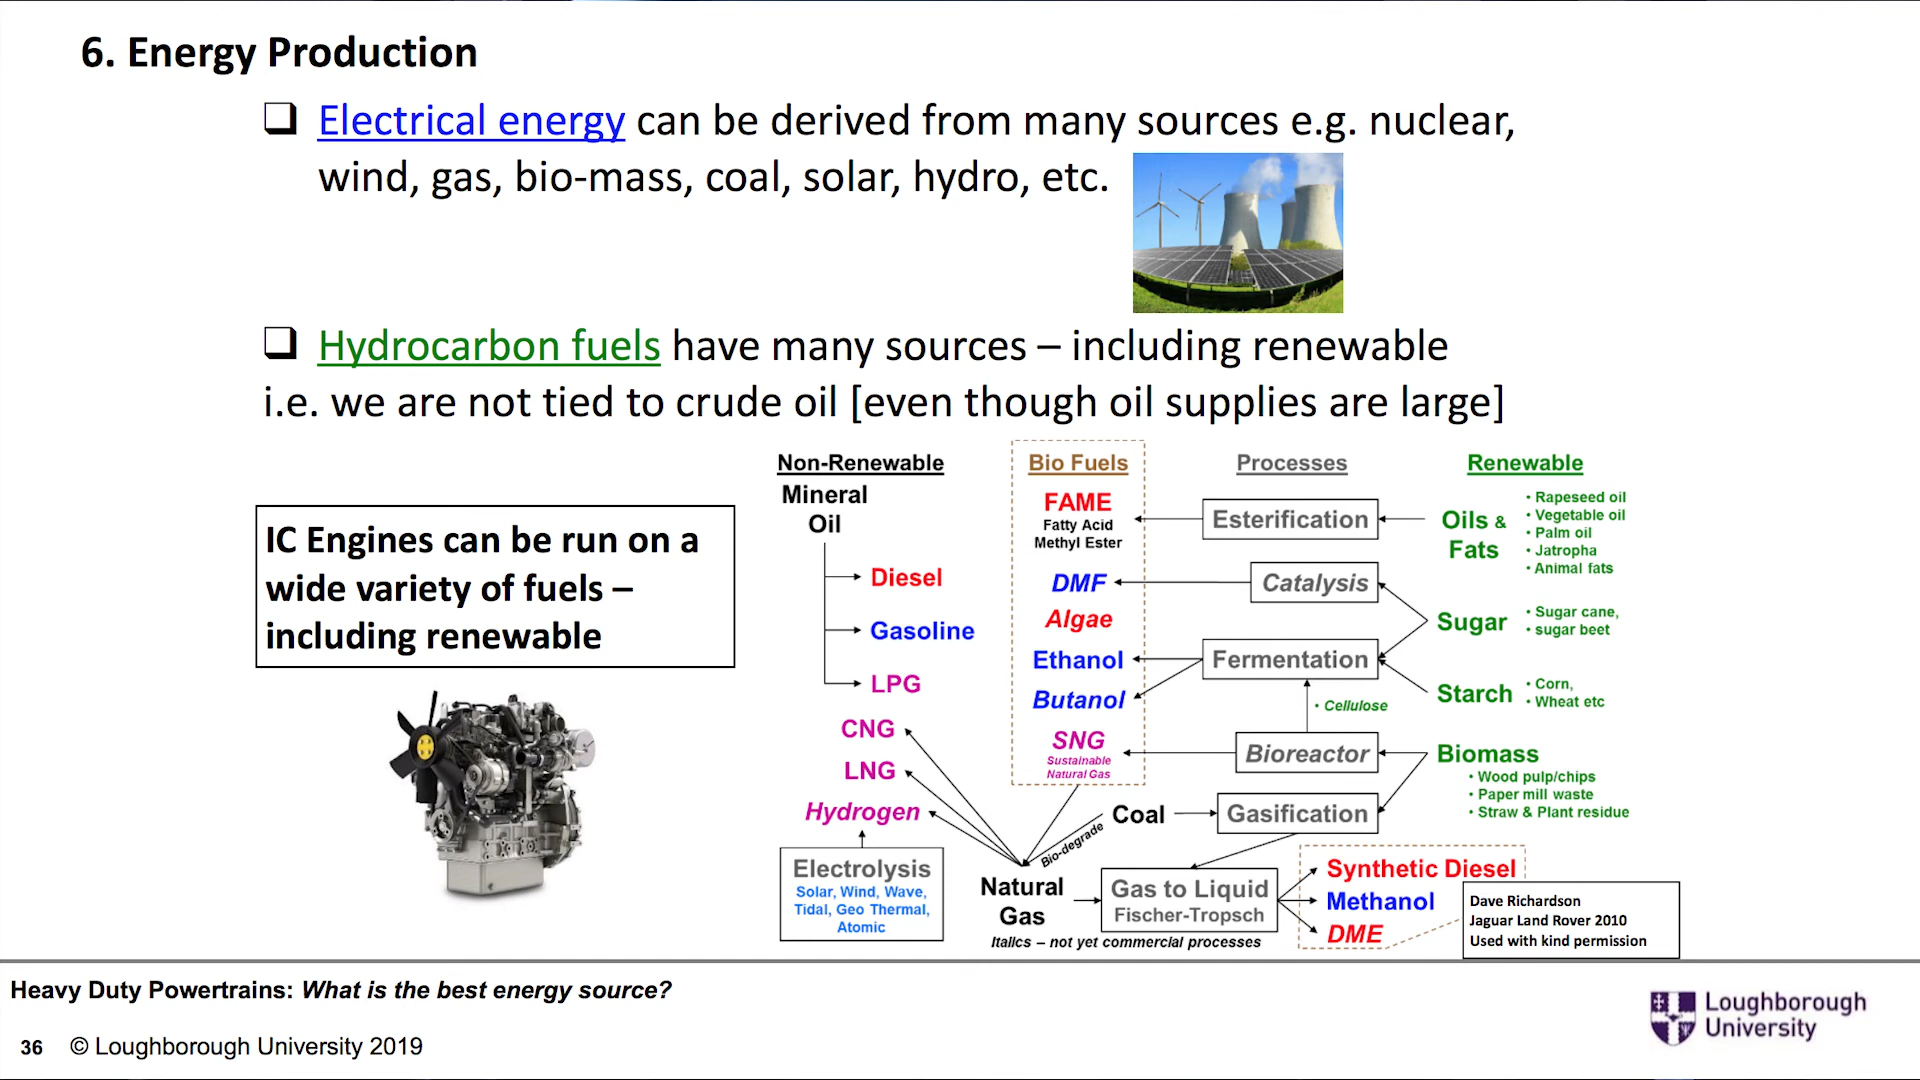 6. Energy Production
❑ Electrical energy can be derived from many sources e.g. nuclear,
wind, gas, bio-mass, coal, solar, hydro, etc.
❑ Hydrocarbon fuels have many sources – including renewable
i.e. we are not tied to crude oil [even though oil supplies are large]
IC Engines can be run on a
wide variety of fuels –
including renewable
Non-Renewable
Mineral
Oil
Diesel
Gasoline
LPG
CNG
LNG
Hydrogen
Electrolysis
Solar, Wind, Wave,
Tidal, Geo Thermal,
Atomic
Bio Fuels
FAME
Fatty Acid
Methyl Ester
DMF
Algae
Ethanol
Butanol
SNG
Sustainable
Natural Gas
Processes
Esterification
Catalysis
Fermentation
• Cellulose
Bioreactor
Coal
Gasification
Bio-degrade
Natural
Gas
Gas to Liquid
Fischer-Tropsch
Italics – not yet commercial processes
Renewable
Oils &
Fats
• Rapeseed oil
• Vegetable oil
• Palm oil
• Jatropha
• Animal fats
Sugar
• Sugar cane,
• sugar beet
Starch
• Corn,
• Wheat etc
Biomass
• Wood pulp/chips
• Paper mill waste
• Straw & Plant residue
Synthetic Diesel
Methanol
DME
Dave Richardson
Jaguar Land Rover 2010
Used with kind permission
Heavy Duty Powertrains: What is the best energy source?
36 © Loughborough University 2019
Loughborough
University